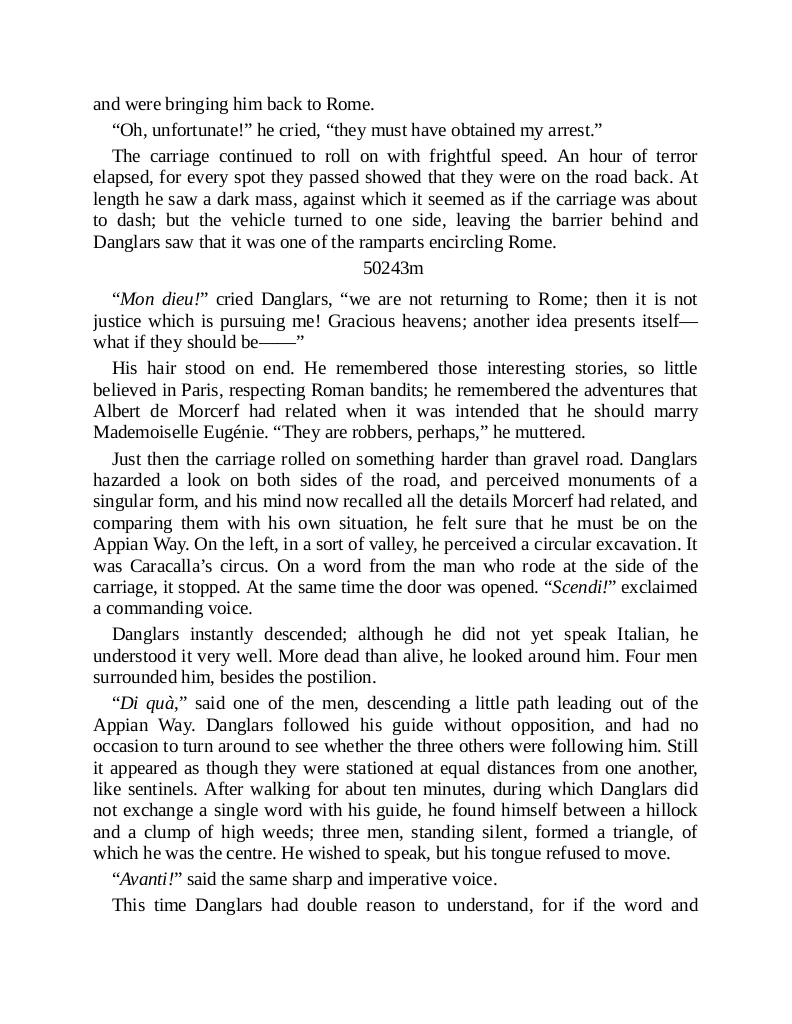 and were bringing him back to Rome.
“Oh, unfortunate!” he cried, “they must have obtained my arrest.”
The carriage continued to roll on with frightful speed. An hour of terror
elapsed, for every spot they passed showed that they were on the road back. At
length he saw a dark mass, against which it seemed as if the carriage was about
to dash; but the vehicle turned to one side, leaving the barrier behind and
Danglars saw that it was one of the ramparts encircling Rome.
50243m
“Mon dieu!” cried Danglars, “we are not returning to Rome; then it is not
justice which is pursuing me! Gracious heavens; another idea presents itself—
what if they should be——”
His hair stood on end. He remembered those interesting stories, so little
believed in Paris, respecting Roman bandits; he remembered the adventures that
Albert de Morcerf had related when it was intended that he should marry
Mademoiselle Eugénie. “They are robbers, perhaps,” he muttered.
Just then the carriage rolled on something harder than gravel road. Danglars
hazarded a look on both sides of the road, and perceived monuments of a
singular form, and his mind now recalled all the details Morcerf had related, and
comparing them with his own situation, he felt sure that he must be on the
Appian Way. On the left, in a sort of valley, he perceived a circular excavation. It
was Caracalla’s circus. On a word from the man who rode at the side of the
carriage, it stopped. At the same time the door was opened. “Scendi!” exclaimed
a commanding voice.
Danglars instantly descended; although he did not yet speak Italian, he
understood it very well. More dead than alive, he looked around him. Four men
surrounded him, besides the postilion.
“Di quà,” said one of the men, descending a little path leading out of the
Appian Way. Danglars followed his guide without opposition, and had no
occasion to turn around to see whether the three others were following him. Still
it appeared as though they were stationed at equal distances from one another,
like sentinels. After walking for about ten minutes, during which Danglars did
not exchange a single word with his guide, he found himself between a hillock
and a clump of high weeds; three men, standing silent, formed a triangle, of
which he was the centre. He wished to speak, but his tongue refused to move.
“Avanti!” said the same sharp and imperative voice.
This time Danglars had double reason to understand, for if the word and